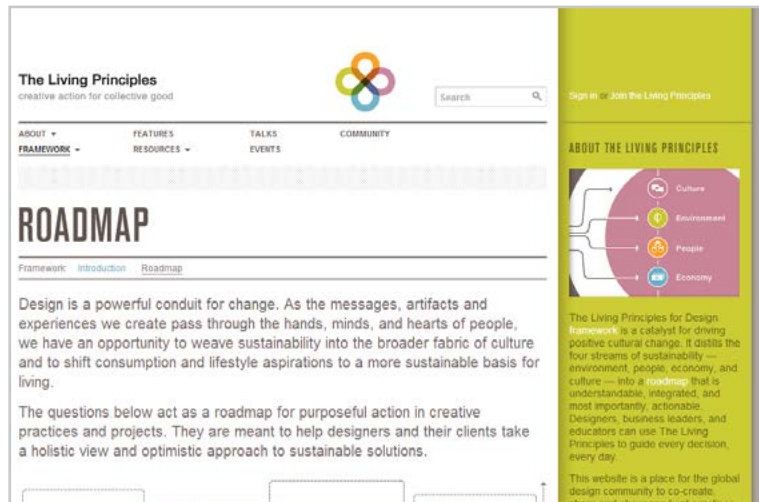 The Living Principles
creative action for collective good
Search
Sign in or Join the Living Principles
ABOUT
FEATURES
TALKS
COMMUNITY
FRAMEWORK
RESOURCES
EVENTS
ROADMAP
Framework: Introduction Roadmap
Design is a powerful conduit for change. As the messages, artifacts and
experiences we create pass through the hands, minds, and hearts of people,
we have an opportunity to weave sustainability into the broader fabric of culture
and to shift consumption and lifestyle aspirations to a more sustainable basis for
living.
The questions below act as a roadmap for purposeful action in creative
practices and projects. They are meant to help designers and their clients take
a holistic view and optimistic approach to sustainable solutions.
ABOUT THE LIVING PRINCIPLES
Culture
Environment
People
Economy
The Living Principles for Design
framework is a catalyst for driving
positive cultural change. It distills the
four streams of sustainability —
environment, people, economy, and
culture — into a roadmap that is
understandable, integrated, and
most importantly, actionable.
Designers, business leaders, and
educators can use The Living
Principles to guide every decision,
every day.
This website is a place for the global
design community to co-create,